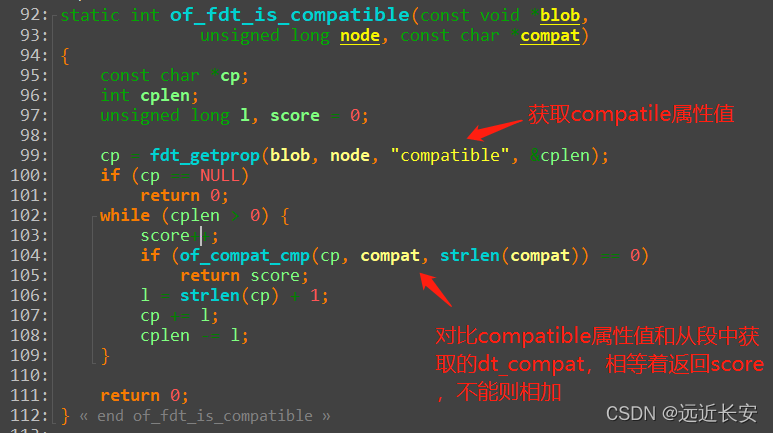 92: static int of_fdt_is_compatible(const void *blob,
93: unsigned long node, const char *compat)
94: {
95: const char *cp;
96: int cplen;
97: unsigned long l, score = 0;
98:
99: cp = fdt_getprop(blob, node, "compatible", &cplen);
100: if (cp == NULL)
101: return 0;
102: while (cplen > 0) {
103: score++;
104: if (of_compat_cmp(cp, compat, strlen(compat)) == 0)
105: return score;
106: l = strlen(cp) + 1;
107: cp += l;
108: cplen -= l;
109: }
110:
111: return 0;
112: } « end of_fdt_is_compatible »
获取compatile属性值
对比compatible属性值和从段中获
取的dt_compat，相等着返回score
，不能则相加
CSDN @远近长安